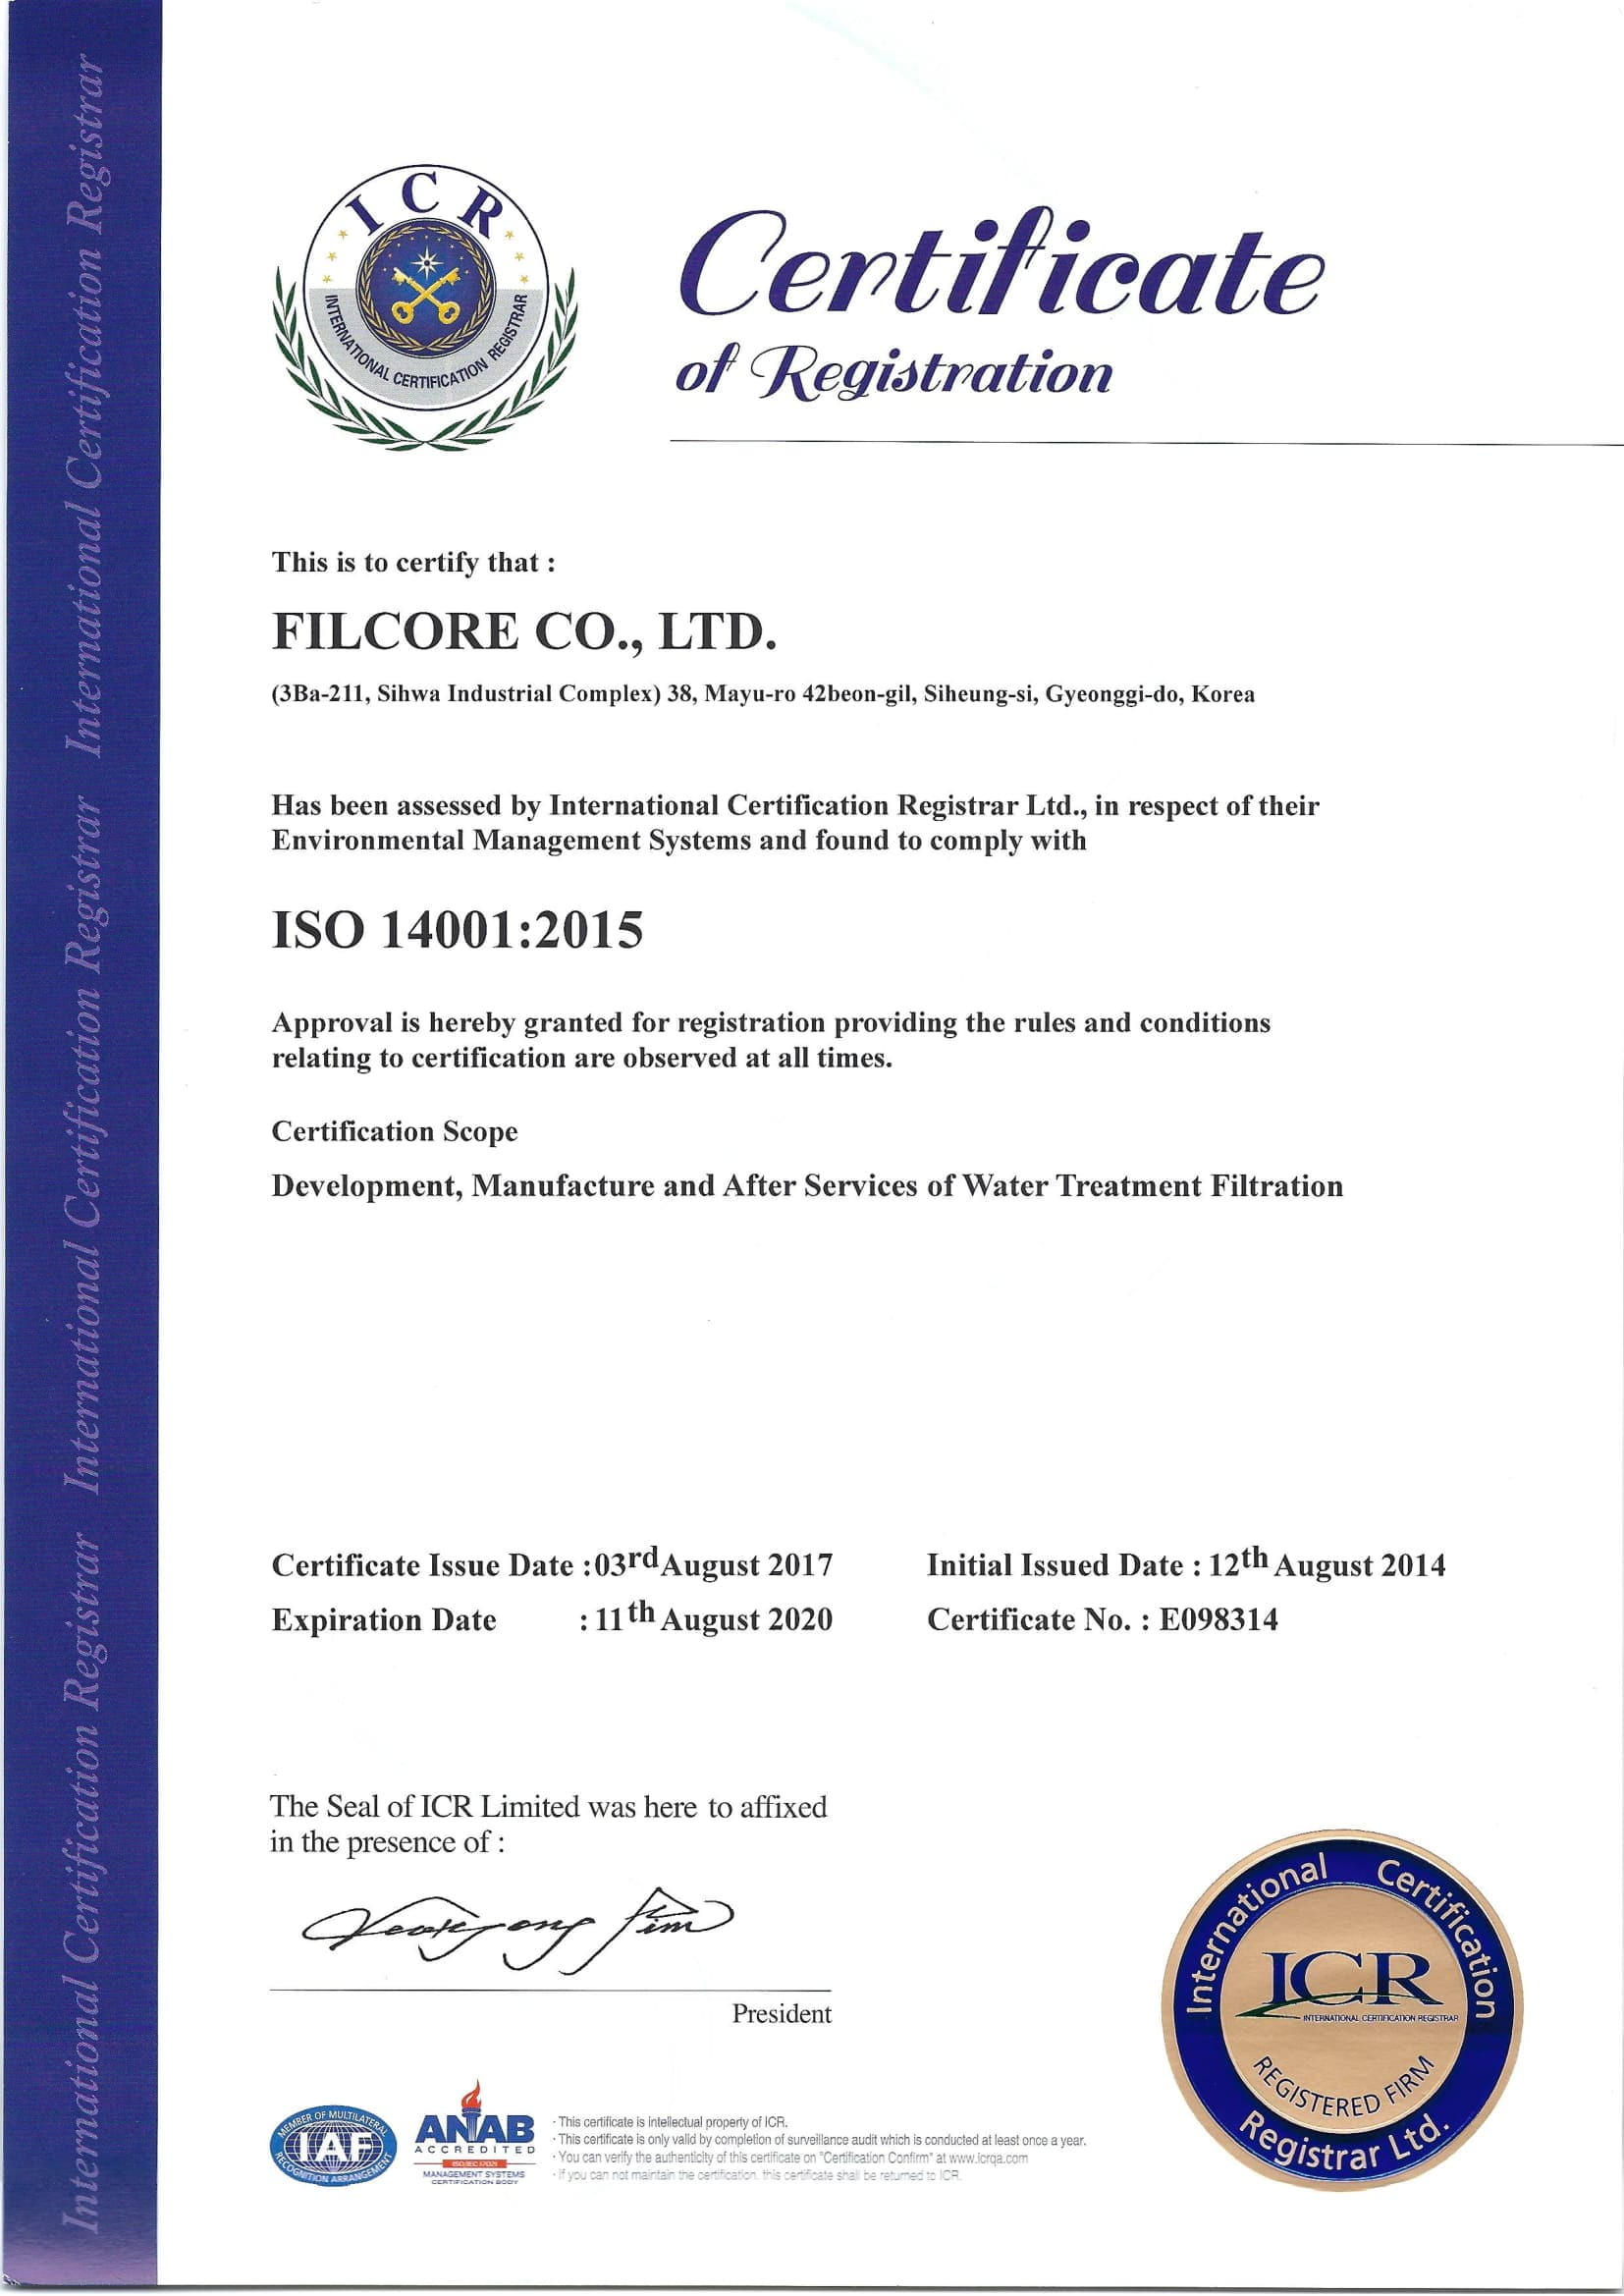 International Certification Registrar International Certification Registrar International Certification Registrar
ICR
INTERNATIONAL CERTIFICATION REGISTRAR
Certificate
of Registration
This is to certify that :
FILCORE CO., LTD.
(3Ba-211, Sihwa Industrial Complex) 38, Mayu-ro 42beon-gil, Siheung-si, Gyeonggi-do, Korea
Has been assessed by International Certification Registrar Ltd., in respect of their
Environmental Management Systems and found to comply with
ISO 14001:2015
Approval is hereby granted for registration providing the rules and conditions
relating to certification are observed at all times.
Certification Scope
Development, Manufacture and After Services of Water Treatment Filtration
Certificate Issue Date :03rd August 2017 Initial Issued Date : 12th August 2014
Expiration Date : 11th August 2020 Certificate No. : E098314
The Seal of ICR Limited was here to affixed
in the presence of :
President
MEMBER OF MULTILATERAL
IAF
RECOGNITION ARRANGEMENT
ANAB
ACCREDITED
ISO/IEC 17021
MANAGEMENT SYSTEMS
CERTIFICATION BODY
· This certificate is intellectual property of ICR.
· This certificate is only valid by completion of surveillance audit which is conducted at least once a year.
· You can verify the authenticity of this certificate on "Certification Confirm" at www.icrqa.com
· If you can not maintain the certification, this certificate shall be returned to ICR.
International Certification
ICR
INTERNATIONAL CERTIFICATION REGISTRAR
REGISTERED FIRM
Registrar Ltd.